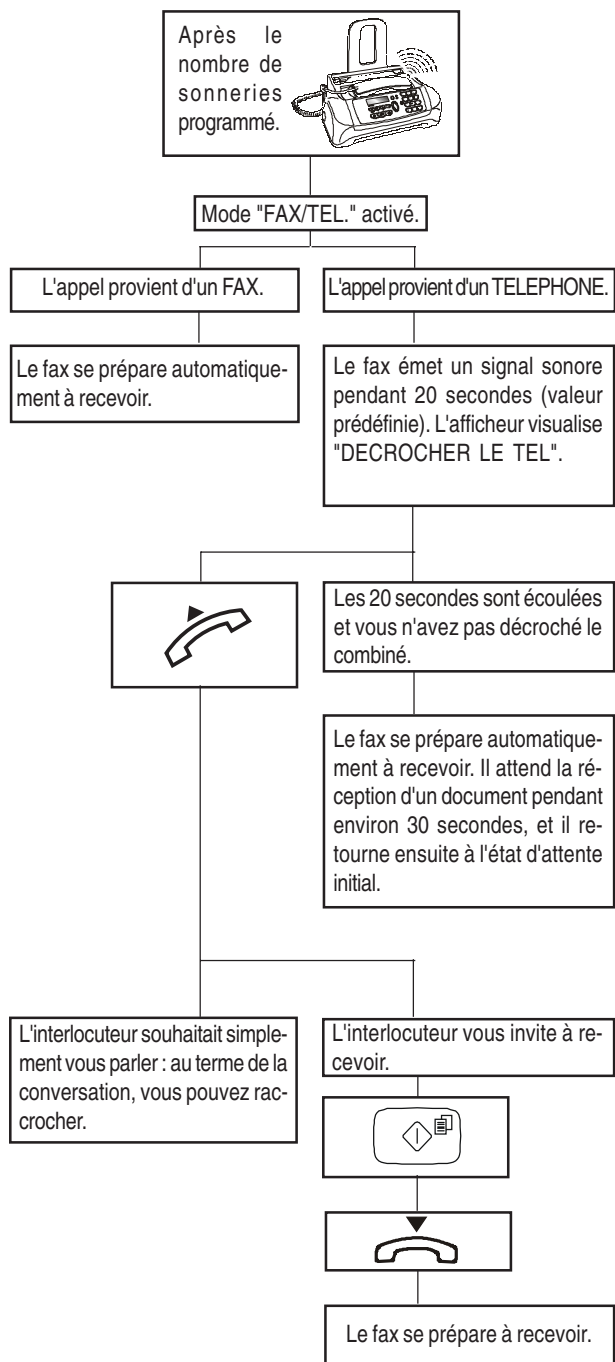 Après le
nombre de
sonneries
programmé.
Mode "FAX/TEL." activé.
L'appel provient d'un FAX.
L'appel provient d'un TELEPHONE.
Le fax se prépare automatique-
ment à recevoir.
Le fax émet un signal sonore
pendant 20 secondes (valeur
prédéfinie). L'afficheur visualise
"DECROCHER LE TEL".
Les 20 secondes sont écoulées
et vous n'avez pas décroché le
combiné.
Le fax se prépare automatique-
ment à recevoir. Il attend la ré-
ception d'un document pendant
environ 30 secondes, et il re-
tourne ensuite à l'état d'attente
initial.
L'interlocuteur souhaitait simple-
ment vous parler : au terme de la
conversation, vous pouvez rac-
crocher.
L'interlocuteur vous invite à re-
cevoir.
Le fax se prépare à recevoir.